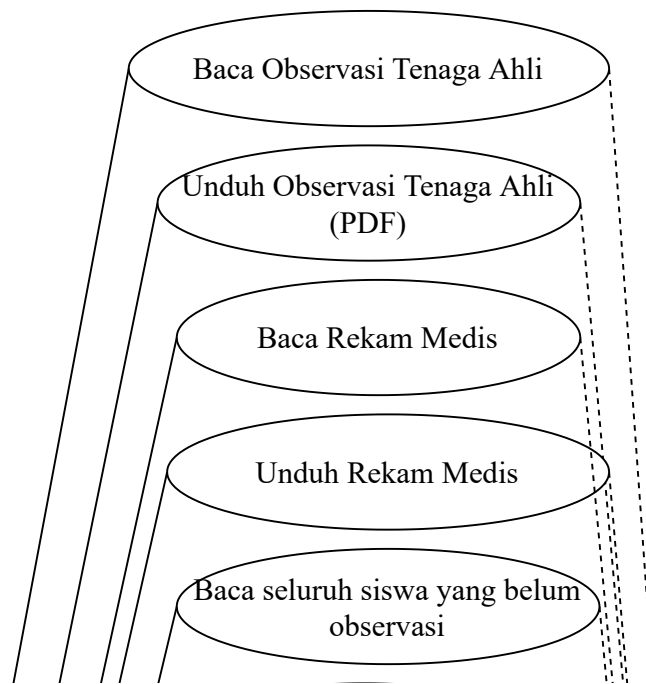 Baca Observasi Tenaga Ahli
Unduh Observasi Tenaga Ahli
(PDF)
Baca Rekam Medis
Unduh Rekam Medis
Baca seluruh siswa yang belum
observasi